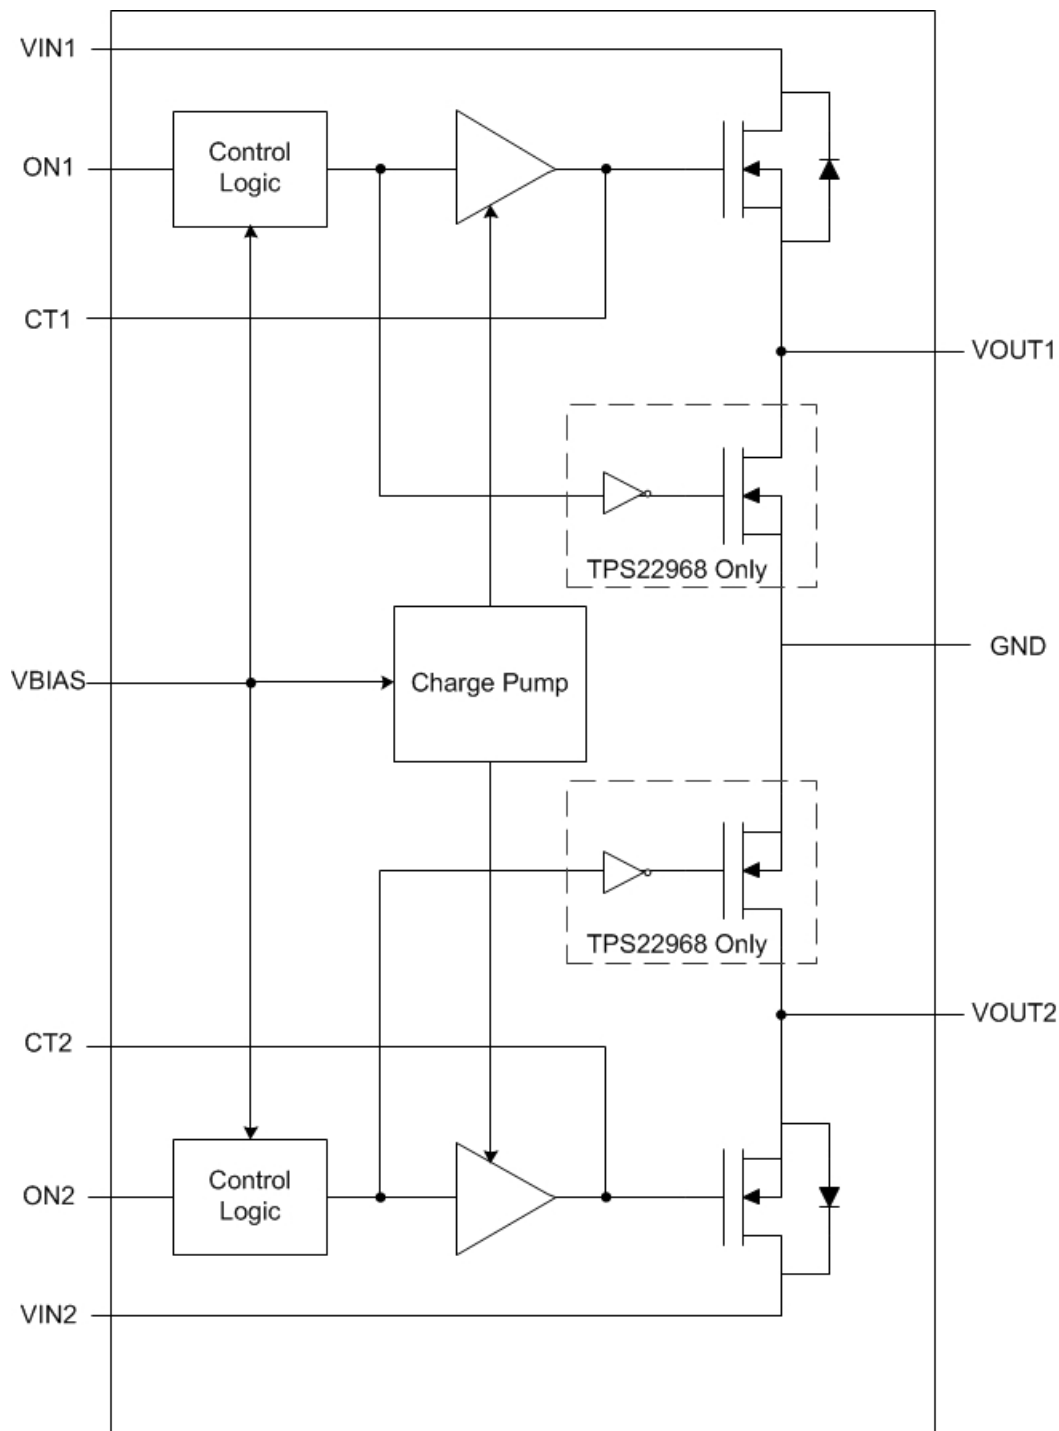 VIN1
Control
Logic
ON1
CT1
VOUT1
TPS22968 Only
GND
VBIAS
Charge Pump
TPS22968 Only
VOUT2
CT2
Control
Logic
ON2
VIN2